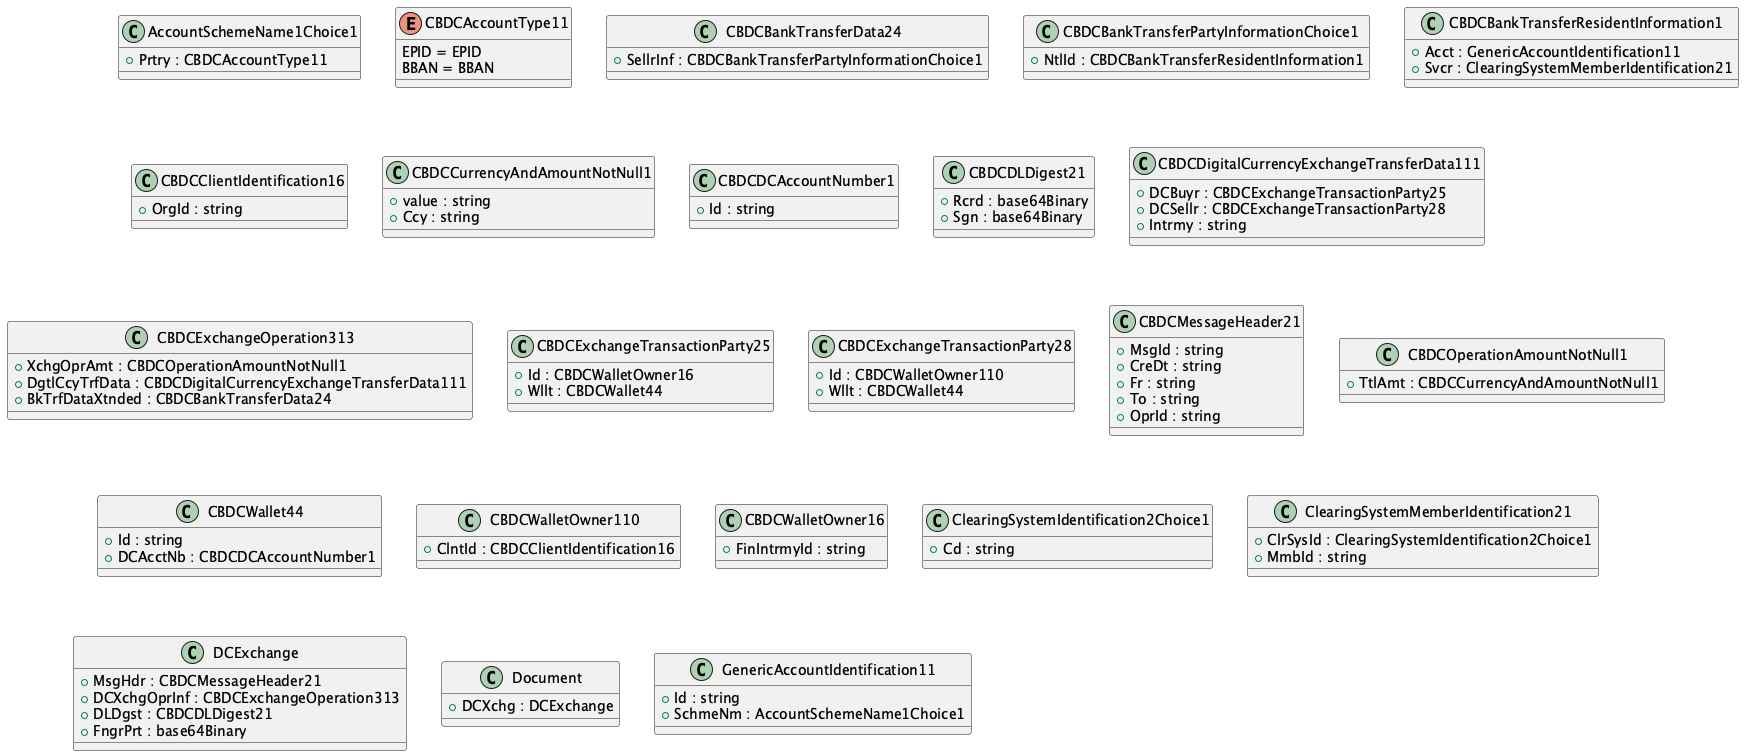 C AccountSchemeName1Choice1
Prtry : CBDCAccountType11
E CBDCAccountType11
EPID = EPID
BBAN = BBAN
C CBDCBankTransferData24
SellrInf : CBDCBankTransferPartyInformationChoice1
C CBDCBankTransferPartyInformationChoice1
NtlId : CBDCBankTransferResidentInformation1
C CBDCBankTransferResidentInformation1
Acct : GenericAccountIdentification11
Svcr : ClearingSystemMemberIdentification21
C CBDCClientIdentification16
OrgId : string
C CBDCCurrencyAndAmountNotNull1
value : string
Ccy : string
C CBDCDCAccountNumber1
Id : string
C CBDCDLDigest21
Rcrd : base64Binary
Sgn : base64Binary
C CBDCDigitalCurrencyExchangeTransferData111
DCBuyr : CBDCExchangeTransactionParty25
DCSellr : CBDCExchangeTransactionParty28
Intrmy : string
C CBDCExchangeOperation313
XchgOprAmt : CBDCOperationAmountNotNull1
DgtlCcyTrfData : CBDCDigitalCurrencyExchangeTransferData111
BkTrfDataXtnded : CBDCBankTransferData24
C CBDCExchangeTransactionParty25
Id : CBDCWalletOwner16
Wllt : CBDCWallet44
C CBDCExchangeTransactionParty28
Id : CBDCWalletOwner110
Wllt : CBDCWallet44
C CBDCMessageHeader21
MsgId : string
CreDt : string
Fr : string
To : string
OprId : string
C CBDCOperationAmountNotNull1
TtlAmt : CBDCCurrencyAndAmountNotNull1
C CBDCWallet44
Id : string
DCAcctNb : CBDCDCAccountNumber1
C CBDCWalletOwner110
ClntId : CBDCClientIdentification16
C CBDCWalletOwner16
FinIntrmyId : string
C ClearingSystemIdentification2Choice1
Cd : string
C ClearingSystemMemberIdentification21
ClrSysId : ClearingSystemIdentification2Choice1
MmbId : string
C DCExchange
MsgHdr : CBDCMessageHeader21
DCXchgOprInf : CBDCExchangeOperation313
DLDgst : CBDCDLDigest21
FngrPrt : base64Binary
C Document
DCXchg : DCExchange
C GenericAccountIdentification11
Id : string
SchmeNm : AccountSchemeName1Choice1